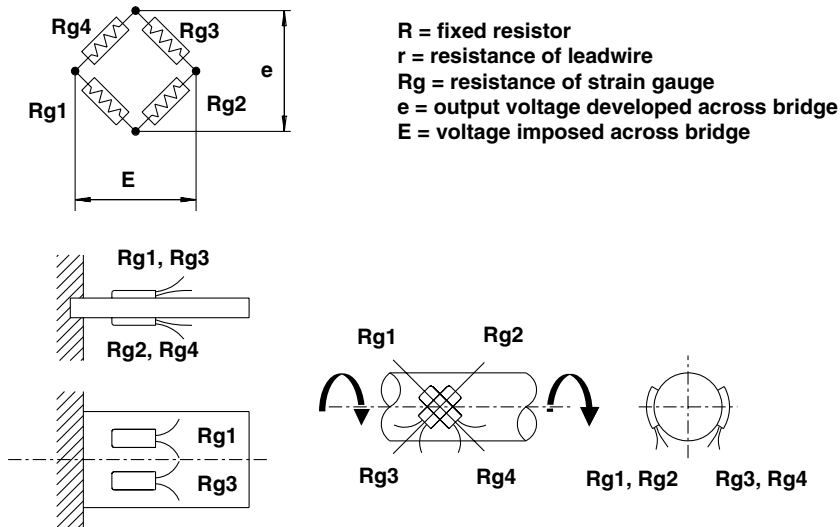 Rg4
Rg3
e
Rg1
Rg2
E
R = fixed resistor
r = resistance of leadwire
Rg = resistance of strain gauge
e = output voltage developed across bridge
E = voltage imposed across bridge
Rg1, Rg3
Rg2, Rg4
Rg1
Rg3
Rg1
Rg2
Rg3
Rg4
Rg1, Rg2
Rg3, Rg4